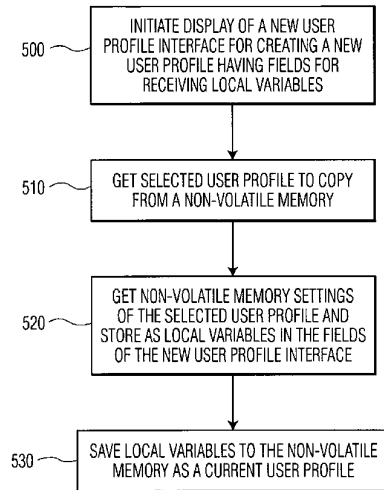 500
INITIATE DISPLAY OF A NEW USER
PROFILE INTERFACE FOR CREATING A NEW
USER PROFILE HAVING FIELDS FOR
RECEIVING LOCAL VARIABLES
510
GET SELECTED USER PROFILE TO COPY
FROM A NON-VOLATILE MEMORY
520
GET NON-VOLATILE MEMORY SETTINGS
OF THE SELECTED USER PROFILE AND
STORE AS LOCAL VARIABLES IN THE FIELDS
OF THE NEW USER PROFILE INTERFACE
530
SAVE LOCAL VARIABLES TO THE NON-VOLATILE
MEMORY AS A CURRENT USER PROFILE